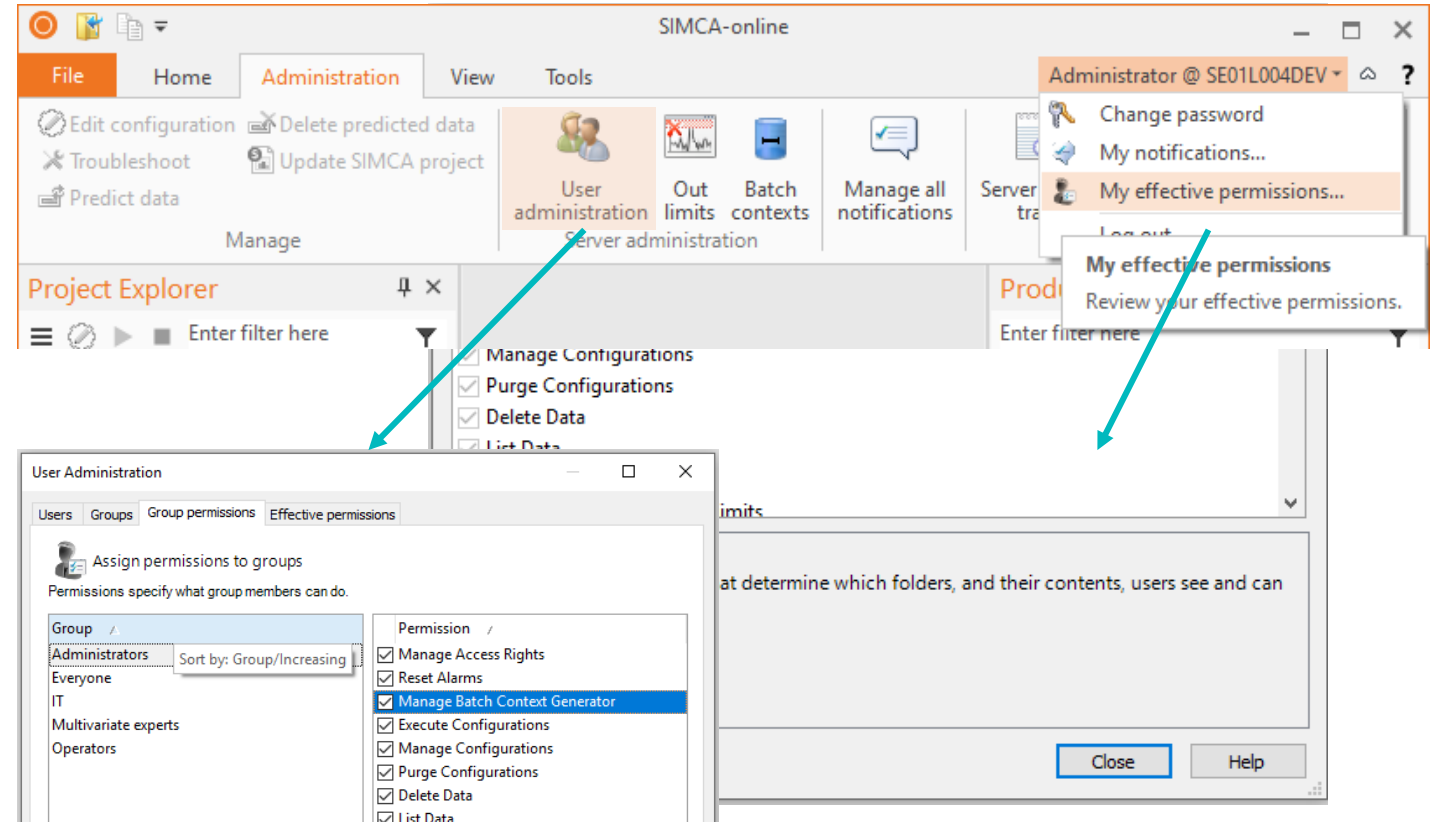 SIMCA-online
File Home Administration View Tools Administrator @ SE01L004DEV ?
Edit configuration Delete predicted data
Troubleshoot Update SIMCA project
Predict data
Manage
User administration
Out limits
Batch contexts
Server administration
Manage all notifications
Server
Change password
My notifications...
My effective permissions...
Log out
My effective permissions
Review your effective permissions.
Project Explorer
Enter filter here
Enter filter here
Manage Configurations
Purge Configurations
Delete Data
List Data
User Administration
Users Groups Group permissions Effective permissions
Assign permissions to groups
Permissions specify what group members can do.
Group
Administrators
Sort by: Group/Increasing
Everyone
IT
Multivariate experts
Operators
Permission
Manage Access Rights
Reset Alarms
Manage Batch Context Generator
Execute Configurations
Manage Configurations
Purge Configurations
Delete Data
List Data
determine which folders, and their contents, users see and can
Close Help